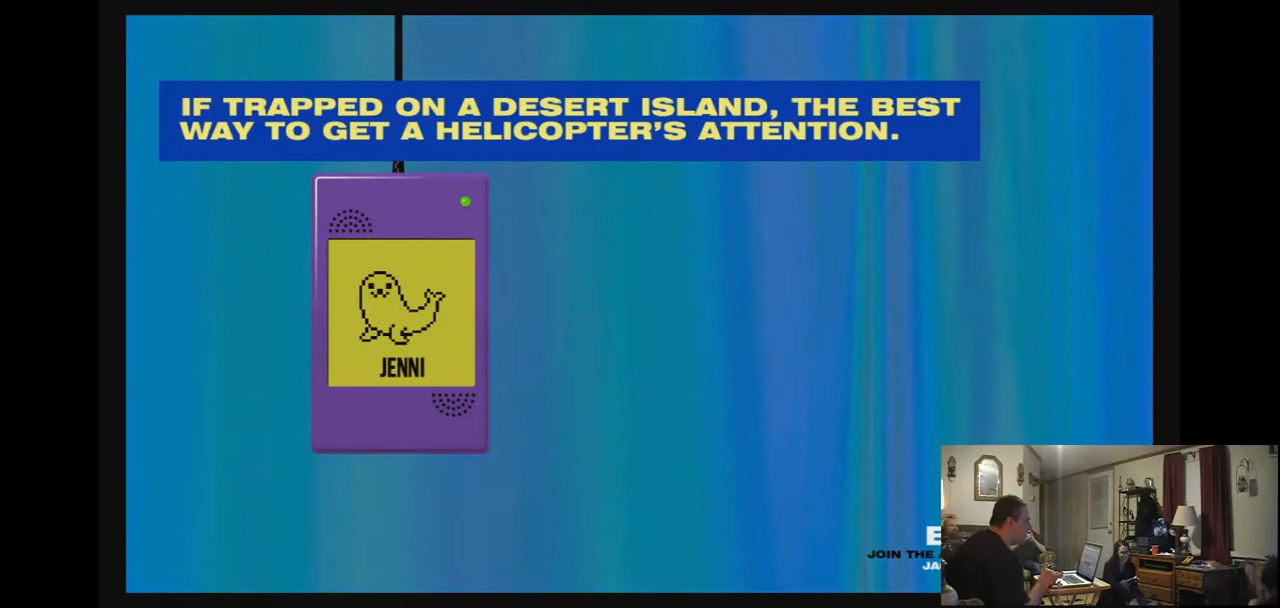 IF TRAPPED ON A DESERT ISLAND, THE BEST
WAY TO GET A HELICOPTER'S ATTENTION.
JENNI
JOIN THE